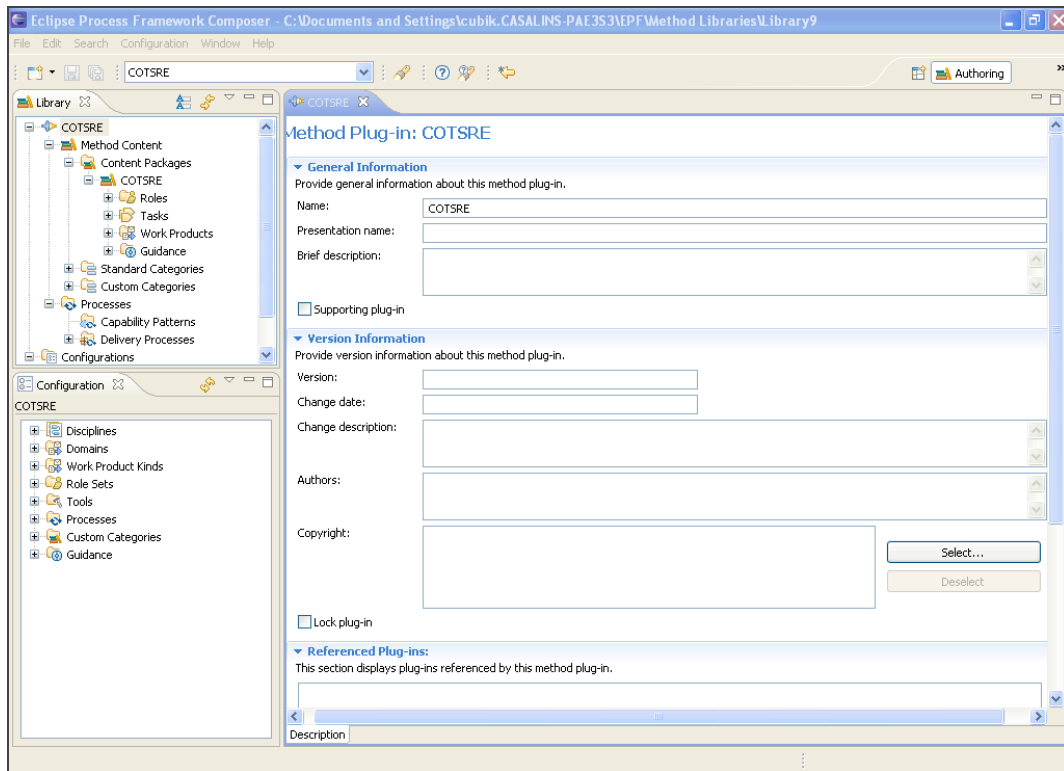 Eclipse Process Framework Composer - C:\Documents and Settings\cubik.CASALINS-PAE3S3\EPF\Method Libraries\Library9
File Edit Search Configuration Window Help
COTSRE
Authoring
Library
COTSRE
Method Content
Content Packages
COTSRE
Roles
Tasks
Work Products
Guidance
Standard Categories
Custom Categories
Processes
Capability Patterns
Delivery Processes
Configurations
Configuration
COTSRE
Disciplines
Domains
Work Product Kinds
Role Sets
Tools
Processes
Custom Categories
Guidance
COTSRE
Method Plug-in: COTSRE
General Information
Provide general information about this method plug-in.
Name: COTSRE
Presentation name:
Brief description:
Supporting plug-in
Version Information
Provide version information about this method plug-in.
Version:
Change date:
Change description:
Authors:
Copyright:
Select...
Deselect
Lock plug-in
Referenced Plug-ins:
This section displays plug-ins referenced by this method plug-in.
Description